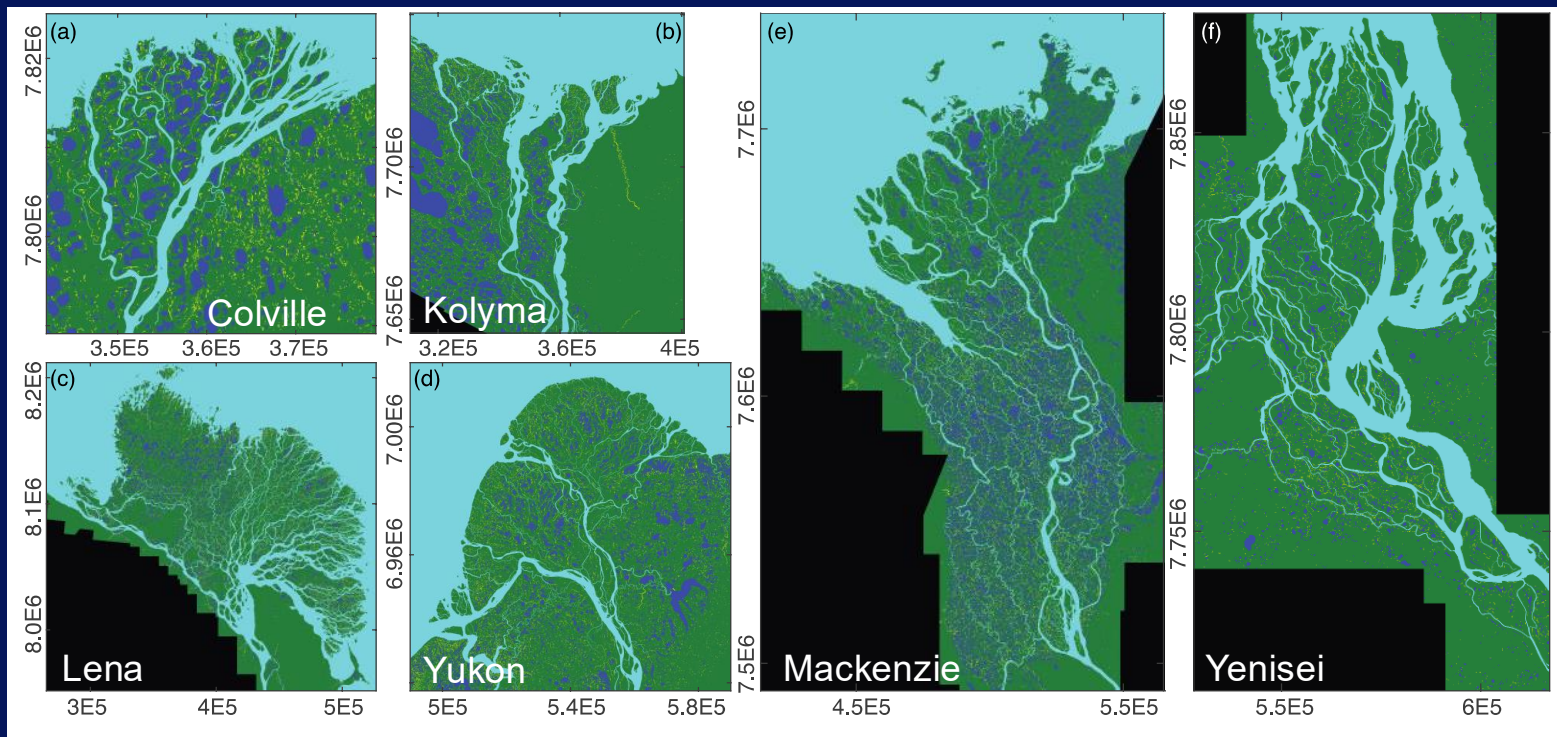 (a)
7.82E6
7.80E6
Colville
3.5E5 3.6E5 3.7E5
(b)
7.70E6
7.65E6
Kolyma
3.2E5 3.6E5 4E5
(c)
8.2E6
8.1E6
8.0E6
Lena
3E5 4E5 5E5
(d)
7.00E6
6.96E6
Yukon
5E5 5.4E5 5.8E5
(e)
7.7E6
7.6E6
7.5E6
Mackenzie
4.5E5 5.5E5
(f)
7.85E6
7.80E6
7.75E6
Yenisei
5.5E5 6E5